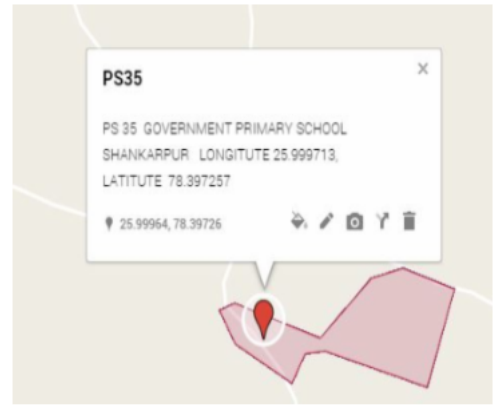 PS35
PS 35 GOVERNMENT PRIMARY SCHOOL
SHANKARPUR LONGITUTE 25.999713,
LATITUTE 78.397257
25.99964, 78.39726